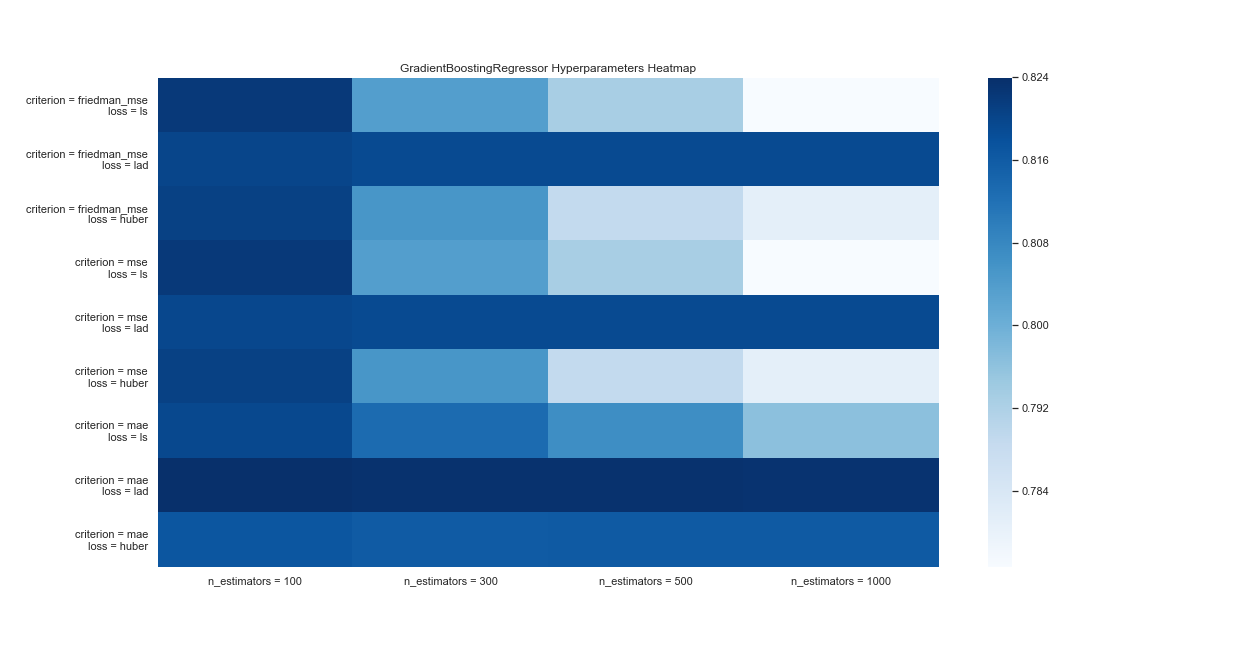 GradientBoostingRegressor Hyperparameters Heatmap
criterion = friedman_mse
loss = ls
criterion = friedman_mse
loss = lad
criterion = friedman_mse
loss = huber
criterion = mse
loss = ls
criterion = mse
loss = lad
criterion = mse
loss = huber
criterion = mae
loss = ls
criterion = mae
loss = lad
criterion = mae
loss = huber
n_estimators = 100
n_estimators = 300
n_estimators = 500
n_estimators = 1000
0.824
0.816
0.808
0.800
0.792
0.784